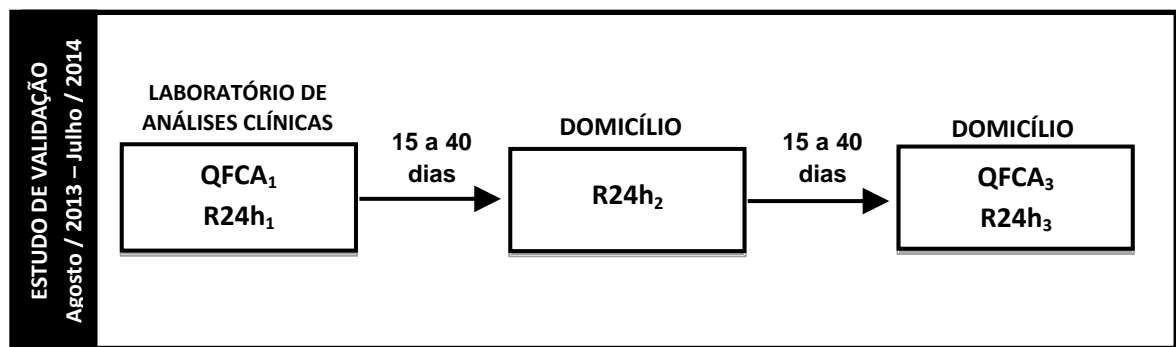 ESTUDO DE VALIDAÇÃO
Agosto / 2013 – Julho / 2014
LABORATÓRIO DE
ANÁLISES CLÍNICAS
QFCA₁
R24h₁
15 a 40
dias
DOMICÍLIO
R24h₂
15 a 40
dias
DOMICÍLIO
QFCA₃
R24h₃